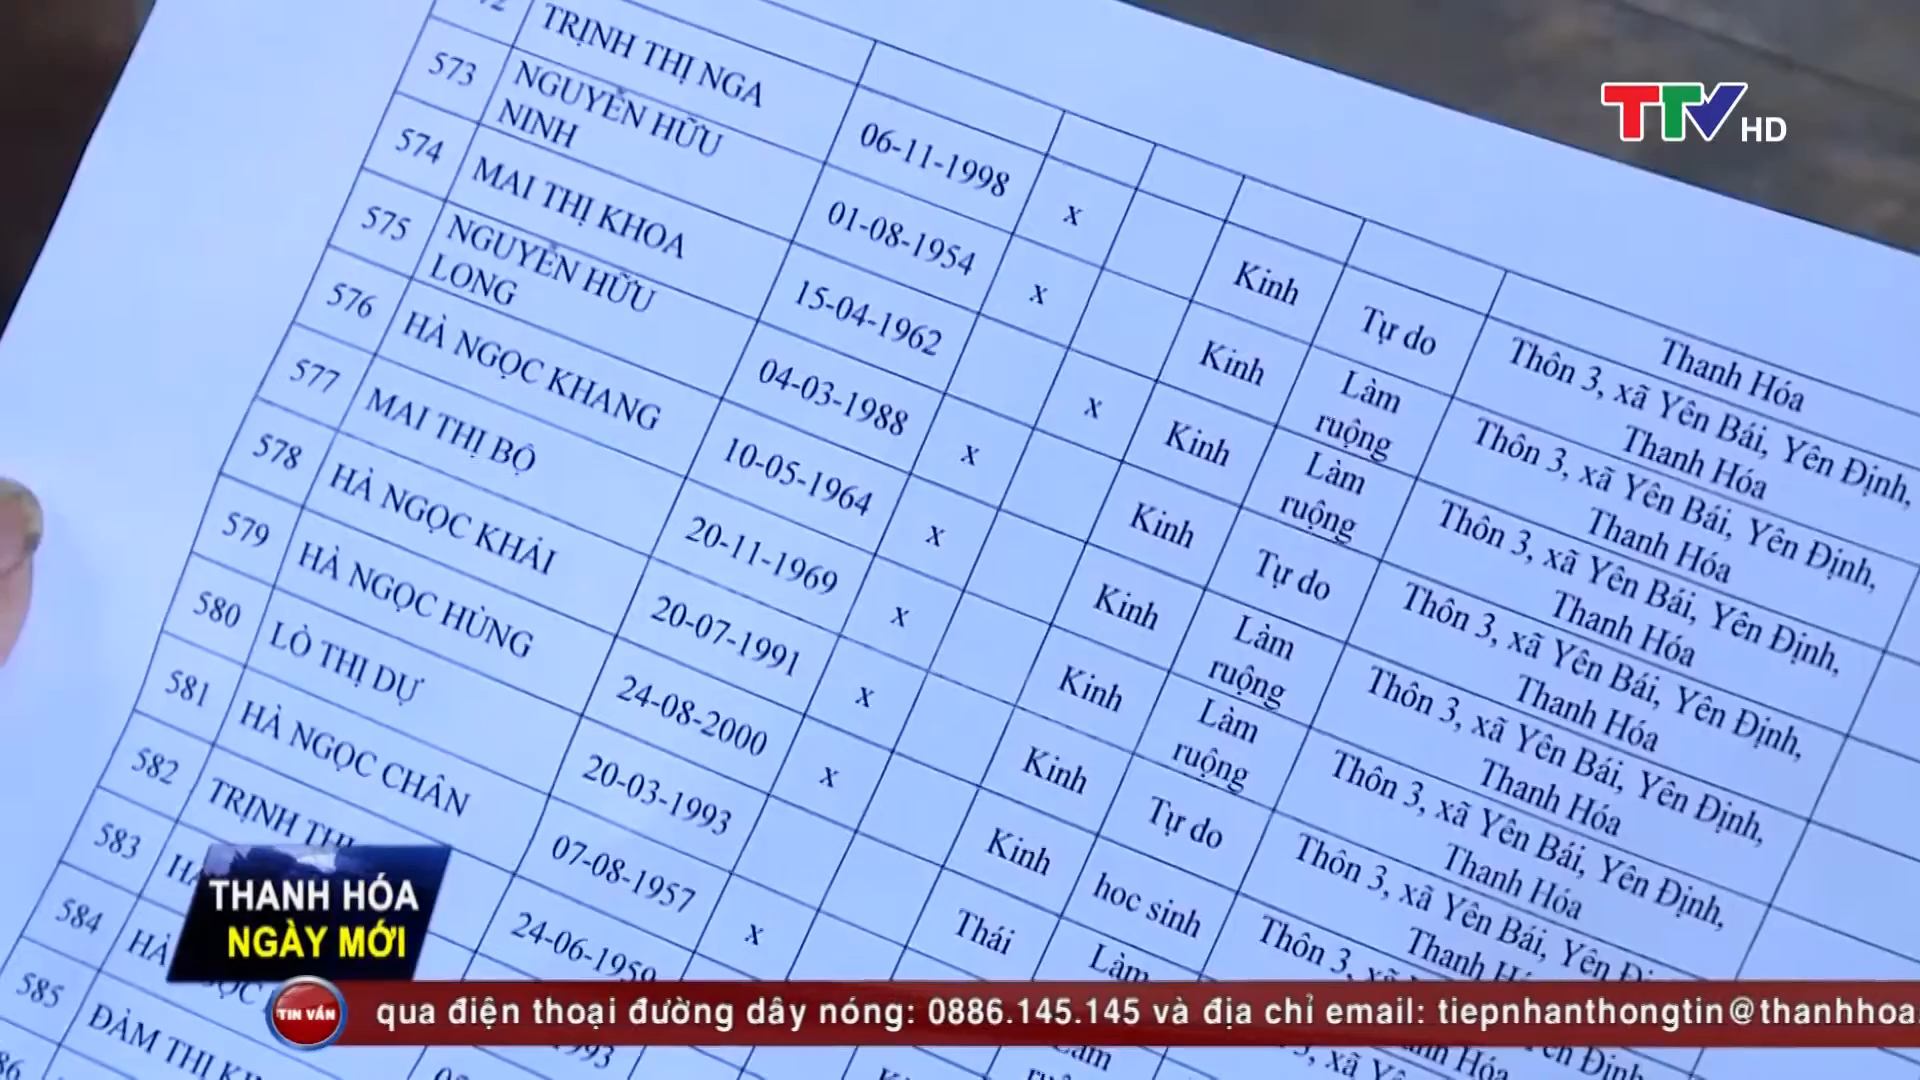 TTV HD
Thanh Hóa
TRỊNH THỊ NGA 06-11-1998 x Kinh Tự do Thôn 3, xã Yên Bái, Yên Định,
Thanh Hóa
573 NGUYỄN HỮU 01-08-1954 x Kinh Làm Thôn 3, xã Yên Bái, Yên Định,
NINH ruộng Thanh Hóa
574 MAI THỊ KHOA 15-04-1962 x Kinh Làm Thôn 3, xã Yên Bái, Yên Định,
ruộng Thanh Hóa
575 NGUYỄN HỮU 04-03-1988 x Kinh Tự do Thôn 3, xã Yên Bái, Yên Định,
LONG Thanh Hóa
576 HÀ NGỌC KHANG 10-05-1964 x Kinh Làm Thôn 3, xã Yên Bái, Yên Định,
ruộng Thanh Hóa
577 MAI THỊ BỘ 20-11-1969 x Kinh Làm Thôn 3, xã Yên Bái, Yên Định,
ruộng Thanh Hóa
578 HÀ NGỌC KHẢI 20-07-1991 x Kinh Tự do Thôn 3, xã Yên Bái, Yên
Thanh Hóa
579 HÀ NGỌC HÙNG 24-08-2000 x Kinh học sinh Thôn 3,
580 LÒ THỊ DỰ 20-03-1993 Thái Làm
581 HÀ NGỌC CHÂN 07-08-1957 x
582 TRỊNH THỊ 24-06-1959
583
584 HÀ
585 ĐÀM THỊ
THANH HÓA
NGÀY MỚI
TIN VẮN qua điện thoại đường dây nóng: 0886.145.145 và địa chỉ email: tiepnhanthongtin@thanhhoa.